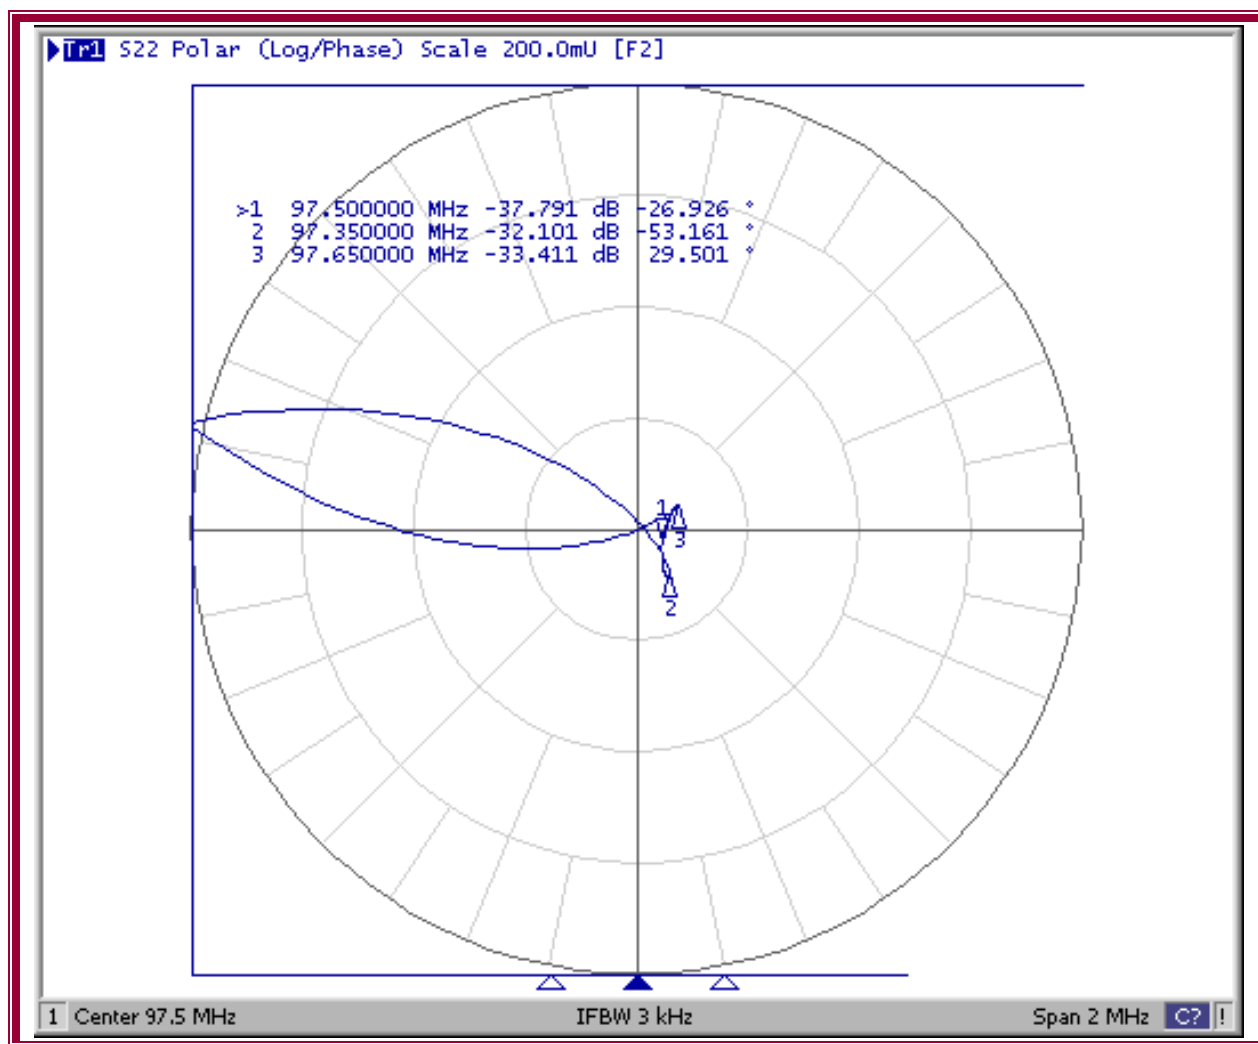 Tr1 S22 Polar (Log/Phase) Scale 200.0mU [F2]
>1 97.500000 MHz -37.791 dB -26.926 °
2 97.350000 MHz -32.101 dB -53.161 °
3 97.650000 MHz -33.411 dB 29.501 °
1
3
2
1 Center 97.5 MHz IFBW 3 kHz Span 2 MHz C? !